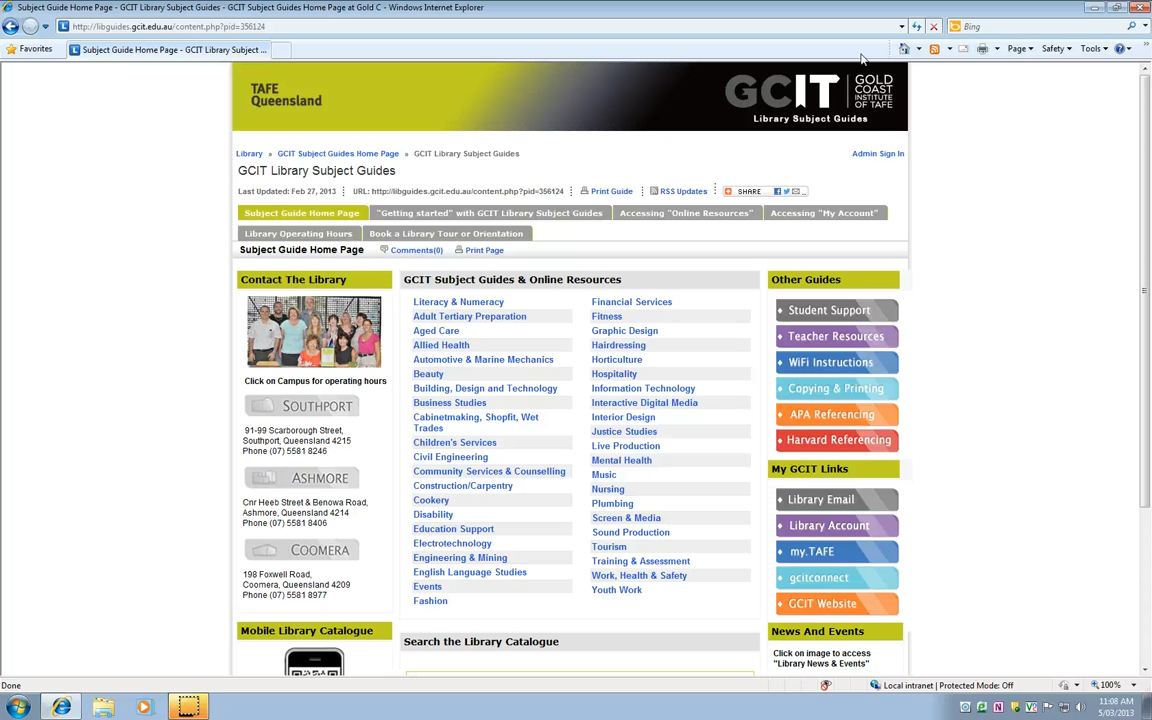 Subject Guide Home Page - GCIT Library Subject Guides - GCIT Subject Guides Home Page at Gold C - Windows Internet Explorer
http://libguides.gcit.edu.au/content.php?pid=356124
Bing
Favorites
Subject Guide Home Page - GCIT Library Subject ...
Page
Safety
Tools
TAFE
Queensland
GCIT
GOLD
COAST
INSTITUTE
OF TAFE
Library Subject Guides
Library » GCIT Subject Guides Home Page » GCIT Library Subject Guides
Admin Sign In
GCIT Library Subject Guides
Last Updated: Feb 27, 2013 URL: http://libguides.gcit.edu.au/content.php?pid=356124 Print Guide RSS Updates SHARE
Subject Guide Home Page
"Getting started" with GCIT Library Subject Guides
Accessing "Online Resources"
Accessing "My Account"
Library Operating Hours
Book a Library Tour or Orientation
Subject Guide Home Page Comments(0) Print Page
Contact The Library
Click on Campus for operating hours
SOUTHPORT
91-99 Scarborough Street,
Southport, Queensland 4215
Phone (07) 5581 8246
ASHMORE
Cnr Heeb Street & Benowa Road,
Ashmore, Queensland 4214
Phone (07) 5581 8406
COOMERA
198 Foxwell Road,
Coomera, Queensland 4209
Phone (07) 5581 8977
Mobile Library Catalogue
GCIT Subject Guides & Online Resources
Literacy & Numeracy
Adult Tertiary Preparation
Aged Care
Allied Health
Automotive & Marine Mechanics
Beauty
Building, Design and Technology
Business Studies
Cabinetmaking, Shopfit, Wet
Trades
Children's Services
Civil Engineering
Community Services & Counselling
Construction/Carpentry
Cookery
Disability
Education Support
Electrotechnology
Engineering & Mining
English Language Studies
Events
Fashion
Financial Services
Fitness
Graphic Design
Hairdressing
Horticulture
Hospitality
Information Technology
Interactive Digital Media
Interior Design
Justice Studies
Live Production
Mental Health
Music
Nursing
Plumbing
Screen & Media
Sound Production
Tourism
Training & Assessment
Work, Health & Safety
Youth Work
Search the Library Catalogue
Other Guides
Student Support
Teacher Resources
WiFi Instructions
Copying & Printing
APA Referencing
Harvard Referencing
My GCIT Links
Library Email
Library Account
my.TAFE
gcitconnect
GCIT Website
News And Events
Click on image to access
"Library News & Events"
Done
Local intranet | Protected Mode: Off
100%
11:08 AM
5/03/2013